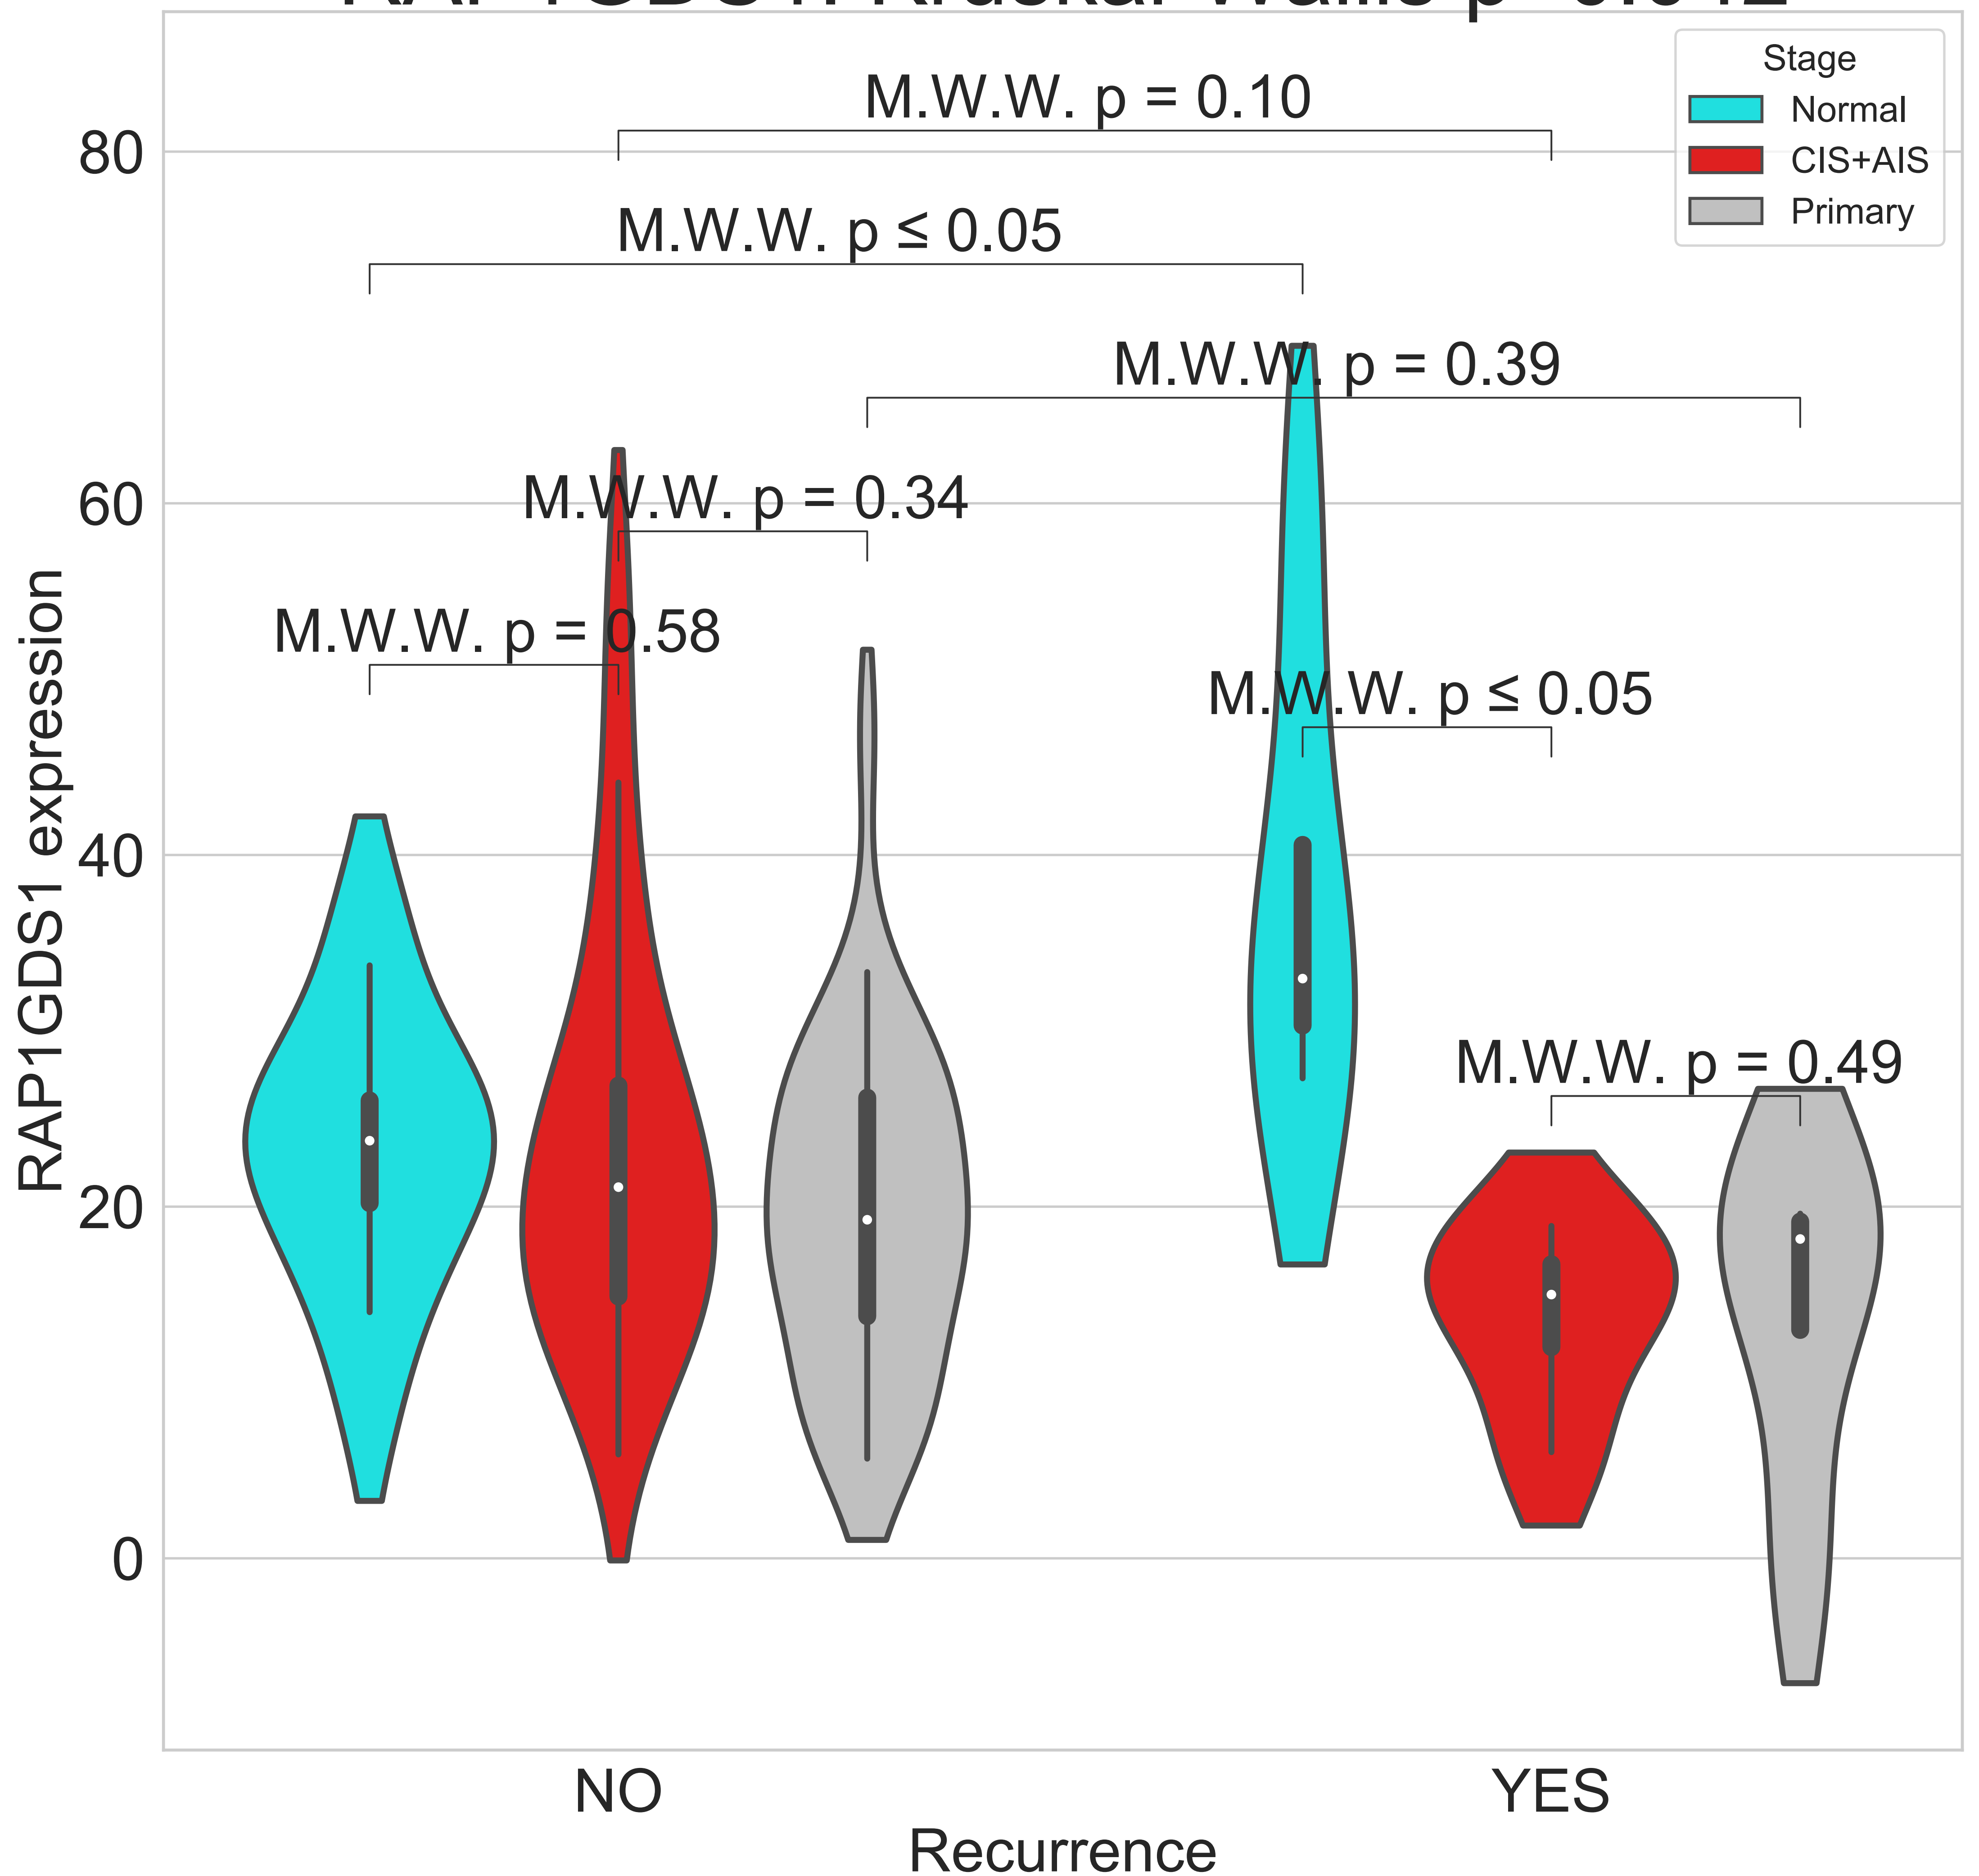 M.W.W. p = 0.10
M.W.W. p ≤ 0.05
M.W.W. p = 0.39
M.W.W. p = 0.34
M.W.W. p = 0.58
M.W.W. p ≤ 0.05
M.W.W. p = 0.49
Stage
Normal
CIS+AIS
Primary
RAP1GDS1 expression
80
60
40
20
0
NO
YES
Recurrence